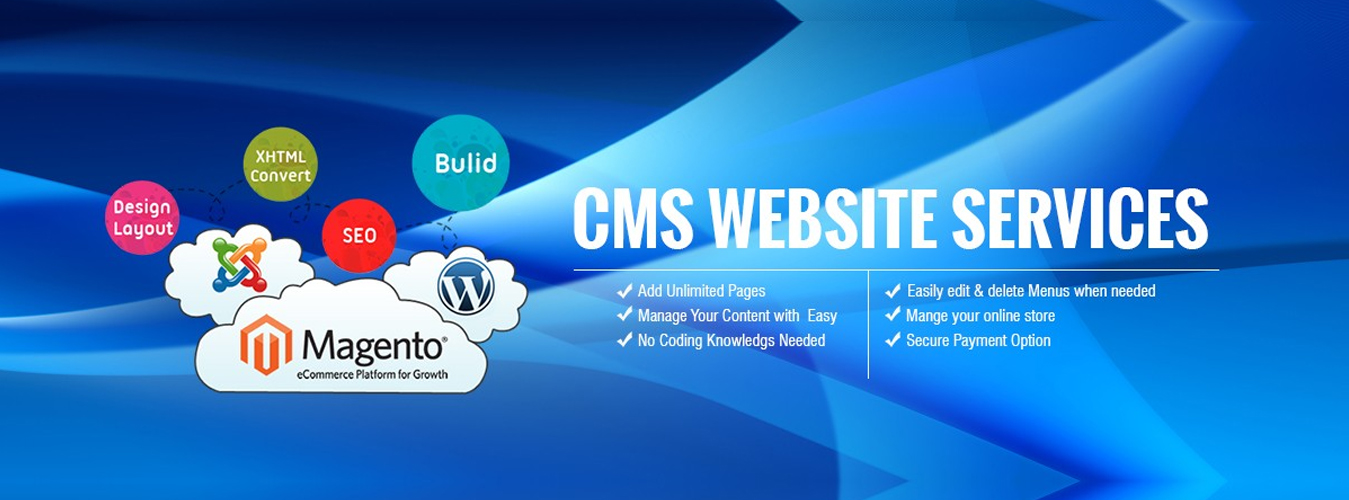 Design
Layout
XHTML
Convert
SEO
Bulid
W
Magento®
eCommerce Platform for Growth
CMS WEBSITE SERVICES
Add Unlimited Pages
Manage Your Content with Easy
No Coding Knowledgs Needed
Easily edit & delete Menus when needed
Mange your online store
Secure Payment Option